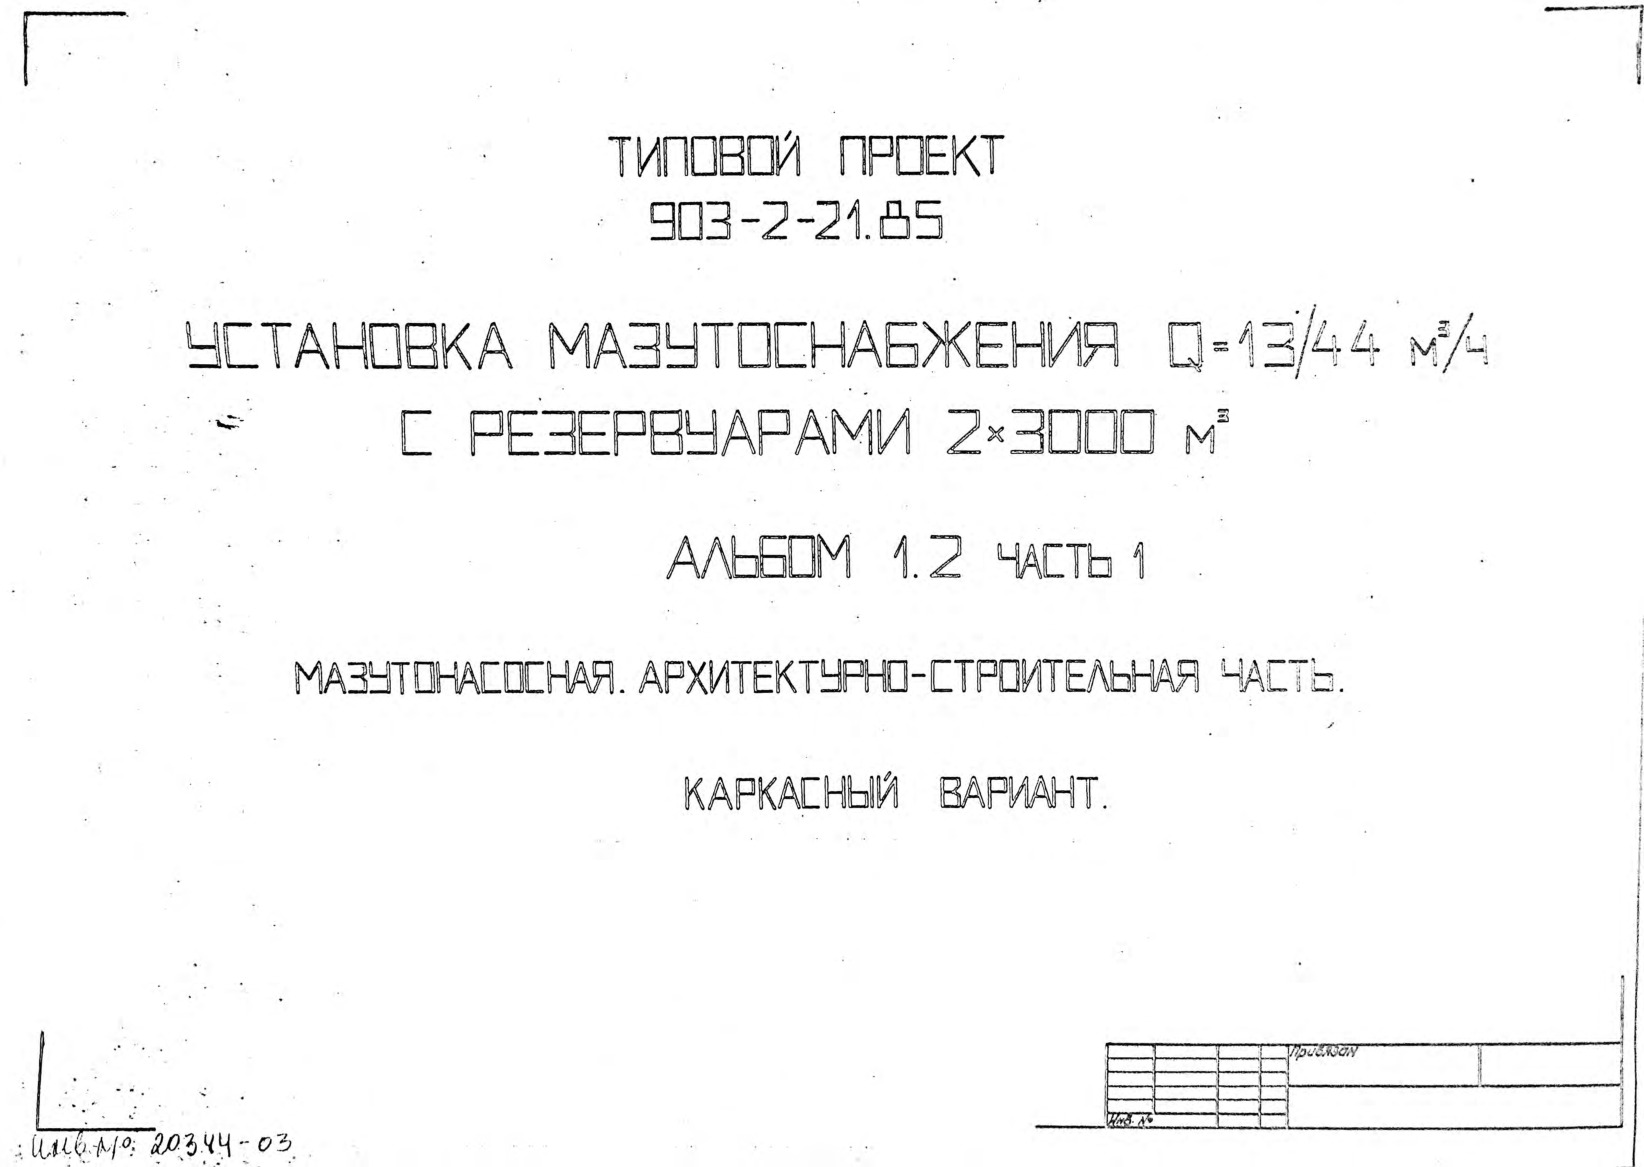 ТИПОВОЙ ПРОЕКТ
903-2-21.85
УСТАНОВКА МАЗУТОСНАБЖЕНИЯ Q=13/44 м³/ч
С РЕЗЕРВУАРАМИ 2×3000 м³
АЛЬБОМ 1.2 ЧАСТЬ 1
МАЗУТОНАСОСНАЯ. АРХИТЕКТУРНО-СТРОИТЕЛЬНАЯ ЧАСТЬ.
КАРКАСНЫЙ ВАРИАНТ.
Привязан
Инв. №
Инв. №: 20344-03